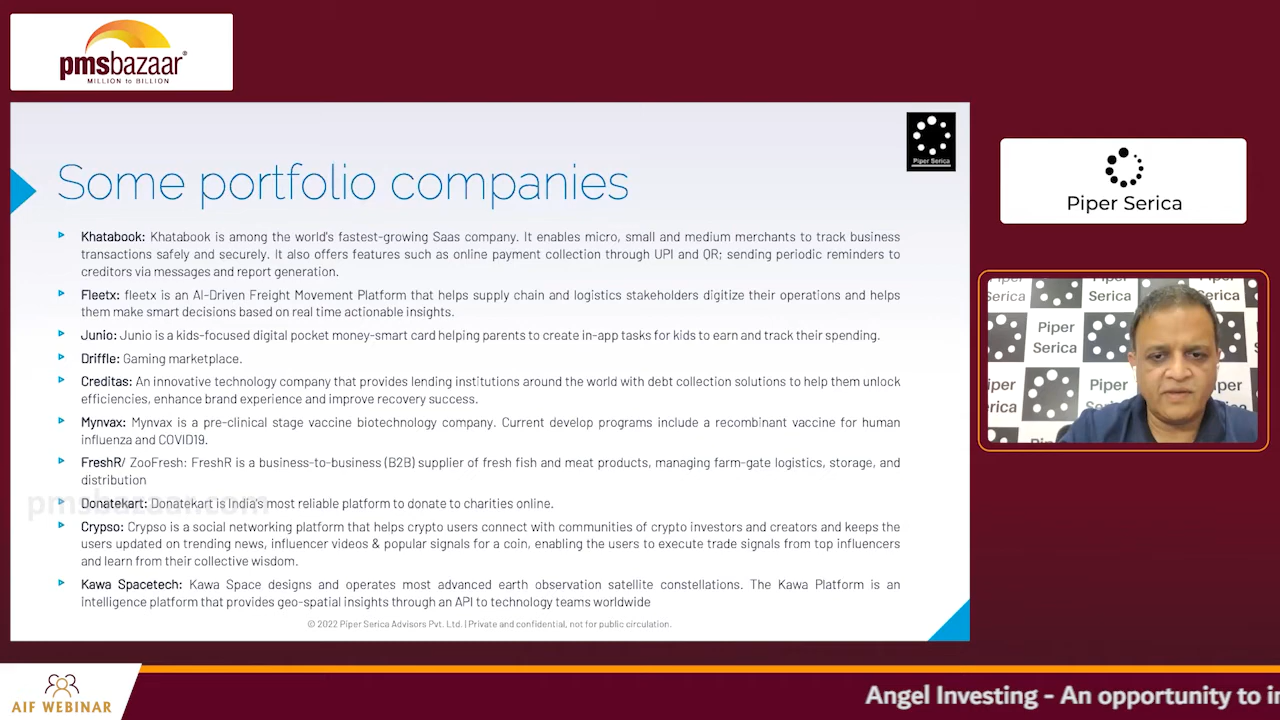 pmsbazaar®
MILLION to BILLION
Piper Serica
Some portfolio companies
Khatabook: Khatabook is among the world's fastest-growing Saas company. It enables micro, small and medium merchants to track business
transactions safely and securely. It also offers features such as online payment collection through UPI and QR; sending periodic reminders to
creditors via messages and report generation.
Fleetx: fleetx is an AI-Driven Freight Movement Platform that helps supply chain and logistics stakeholders digitize their operations and helps
them make smart decisions based on real time actionable insights.
Junio: Junio is a kids-focused digital pocket money-smart card helping parents to create in-app tasks for kids to earn and track their spending.
Driffle: Gaming marketplace.
Creditas: An innovative technology company that provides lending institutions around the world with debt collection solutions to help them unlock
efficiencies, enhance brand experience and improve recovery success.
Mynvax: Mynvax is a pre-clinical stage vaccine biotechnology company. Current develop programs include a recombinant vaccine for human
influenza and COVID19.
FreshR/ ZooFresh: FreshR is a business-to-business (B2B) supplier of fresh fish and meat products, managing farm-gate logistics, storage, and
distribution
pmsbazaar.com
Donatekart: Donatekart is India's most reliable platform to donate to charities online.
Crypso: Crypso is a social networking platform that helps crypto users connect with communities of crypto investors and creators and keeps the
users updated on trending news, influencer videos & popular signals for a coin, enabling the users to execute trade signals from top influencers
and learn from their collective wisdom.
Kawa Spacetech: Kawa Space designs and operates most advanced earth observation satellite constellations. The Kawa Platform is an
intelligence platform that provides geo-spatial insights through an API to technology teams worldwide
© 2022 Piper Serica Advisors Pvt. Ltd. | Private and confidential, not for public circulation.
Piper Serica
Serica
Serica
Serica
Piper
Serica
Piper
Piper
Serica
AIF WEBINAR
Angel Investing - An opportunity to i